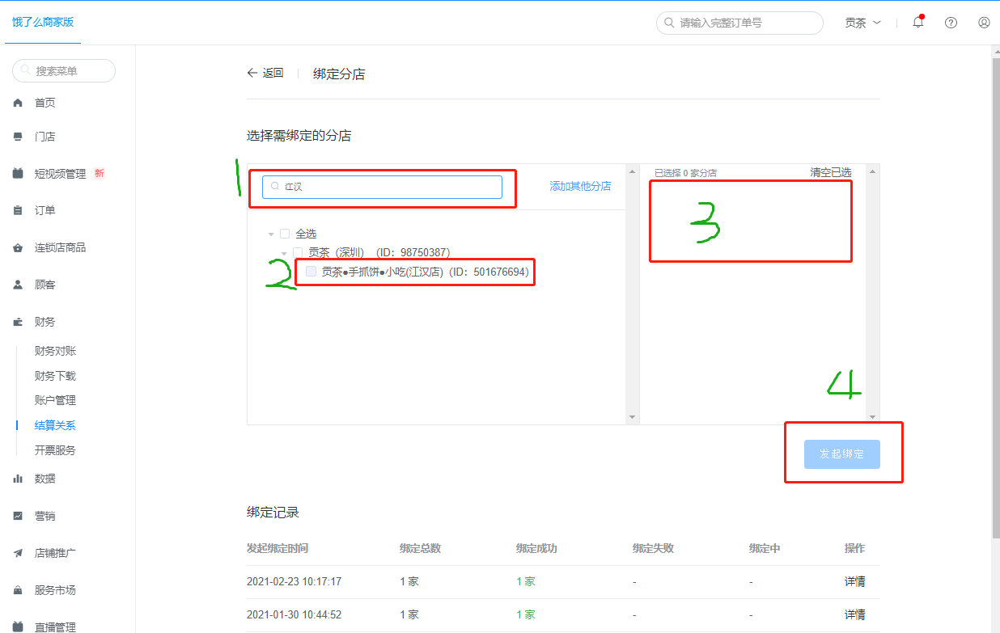 饿了么商家版
请输入完整订单号
贡茶
搜索菜单
首页
门店
短视频管理 新
订单
连锁店商品
顾客
财务
财务对账
财务下载
账户管理
结算关系
开票服务
数据
营销
店铺推广
服务市场
直播管理
返回
绑定分店
选择需绑定的分店
1
江汉
添加其他分店
已选择 0 家分店
清空已选
全选
贡茶（深圳）（ID：98750387）
2
贡茶●手抓饼●小吃(江汉店)（ID：501676694）
3
4
发起绑定
绑定记录
发起绑定时间 绑定总数 绑定成功 绑定失败 绑定中 操作
2021-02-23 10:17:17 1 家 1 家 - - 详情
2021-01-30 10:44:52 1 家 1 家 - - 详情